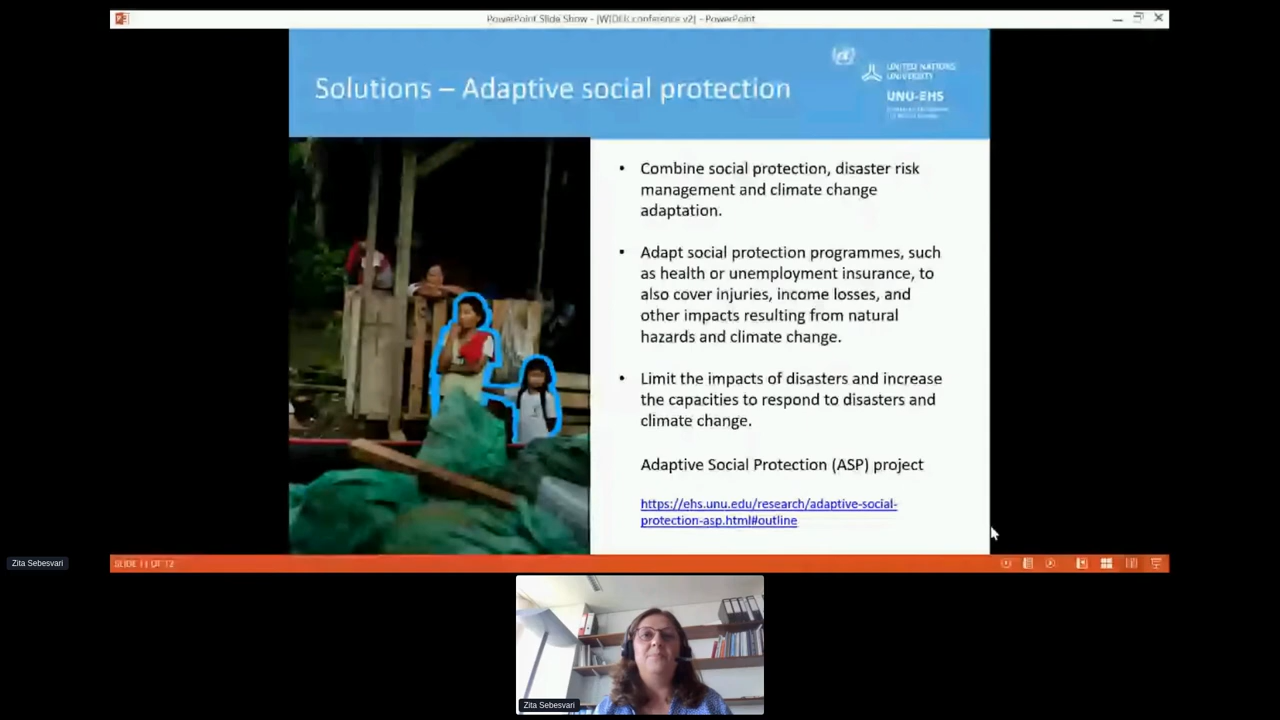 PowerPoint Slide Show - [WIDER conference v2] - PowerPoint
Solutions – Adaptive social protection
UNITED NATIONS
UNIVERSITY
UNU-EHS
• Combine social protection, disaster risk
management and climate change
adaptation.
• Adapt social protection programmes, such
as health or unemployment insurance, to
also cover injuries, income losses, and
other impacts resulting from natural
hazards and climate change.
• Limit the impacts of disasters and increase
the capacities to respond to disasters and
climate change.
Adaptive Social Protection (ASP) project
https://ehs.unu.edu/research/adaptive-social-
protection-asp.html#outline
Zita Sebesvari
SLIDE 11 OF 12
Zita Sebesvari